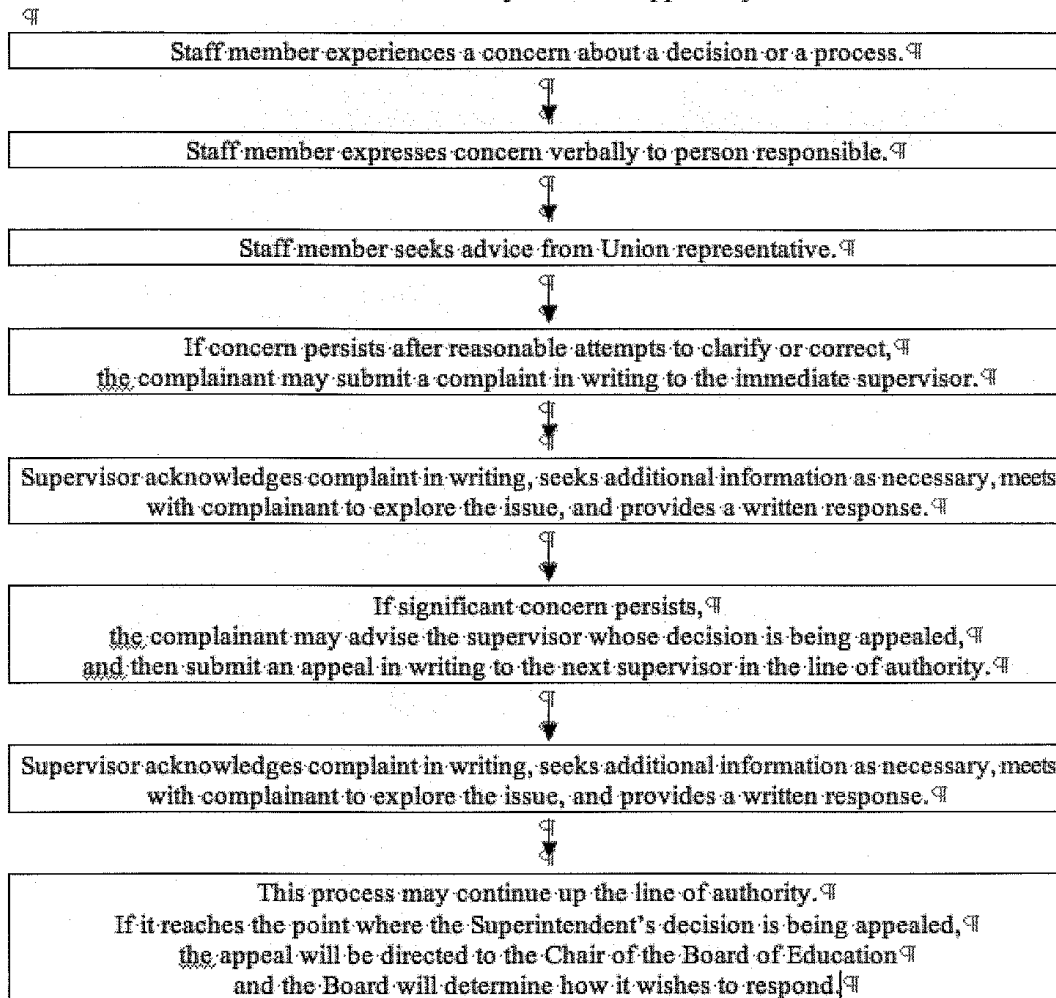 Staff member experiences a concern about a decision or a process.
Staff member expresses concern verbally to person responsible.
Staff member seeks advice from Union representative.
If concern persists after reasonable attempts to clarify or correct,
the complainant may submit a complaint in writing to the immediate supervisor.
Supervisor acknowledges complaint in writing, seeks additional information as necessary, meets
with complainant to explore the issue, and provides a written response.
If significant concern persists,
the complainant may advise the supervisor whose decision is being appealed,
and then submit an appeal in writing to the next supervisor in the line of authority.
Supervisor acknowledges complaint in writing, seeks additional information as necessary, meets
with complainant to explore the issue, and provides a written response.
This process may continue up the line of authority.
If it reaches the point where the Superintendent's decision is being appealed,
the appeal will be directed to the Chair of the Board of Education
and the Board will determine how it wishes to respond.